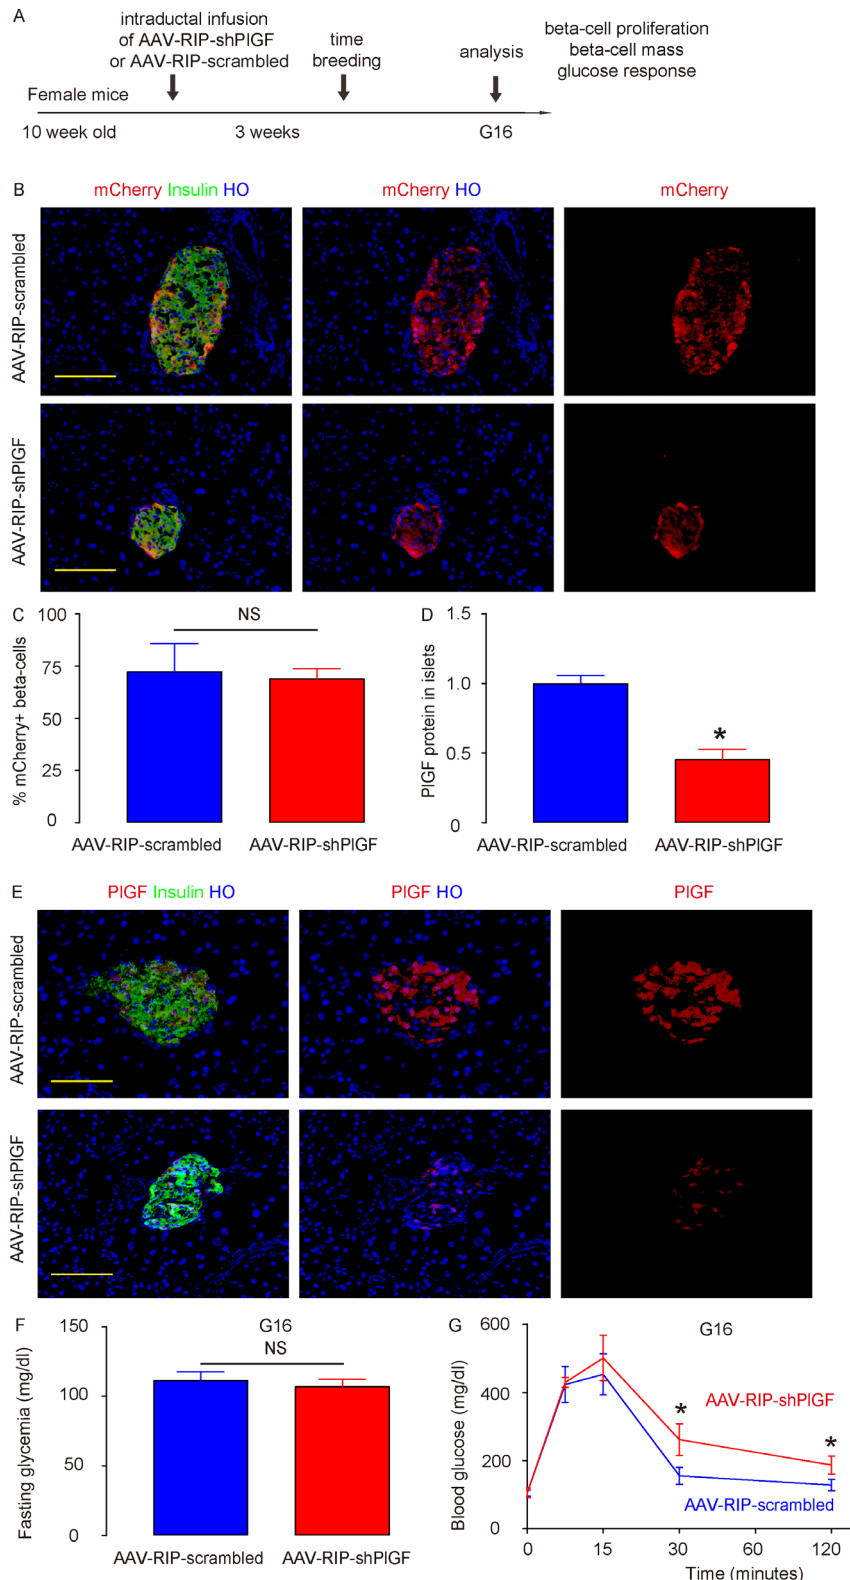 A
intraductal infusion
of AAV-RIP-shPlGF
or AAV-RIP-scrambled
time
breeding
analysis
beta-cell proliferation
beta-cell mass
glucose response
Female mice
10 week old
3 weeks
G16
B
mCherry Insulin HO
mCherry HO
mCherry
AAV-RIP-scrambled
AAV-RIP-shPlGF
C
% mCherry+ beta-cells
100
75
50
25
0
NS
AAV-RIP-scrambled
AAV-RIP-shPlGF
D
PlGF protein in islets
1.5
1.0
0.5
0
*
AAV-RIP-scrambled
AAV-RIP-shPlGF
E
PlGF Insulin HO
PlGF HO
PlGF
AAV-RIP-scrambled
AAV-RIP-shPlGF
F
Fasting glycemia (mg/dl)
150
100
50
0
G16
NS
AAV-RIP-scrambled
AAV-RIP-shPlGF
G
Blood glucose (mg/dl)
600
400
200
0
G16
AAV-RIP-shPlGF
*
*
AAV-RIP-scrambled
0
15
30
60
120
Time (minutes)